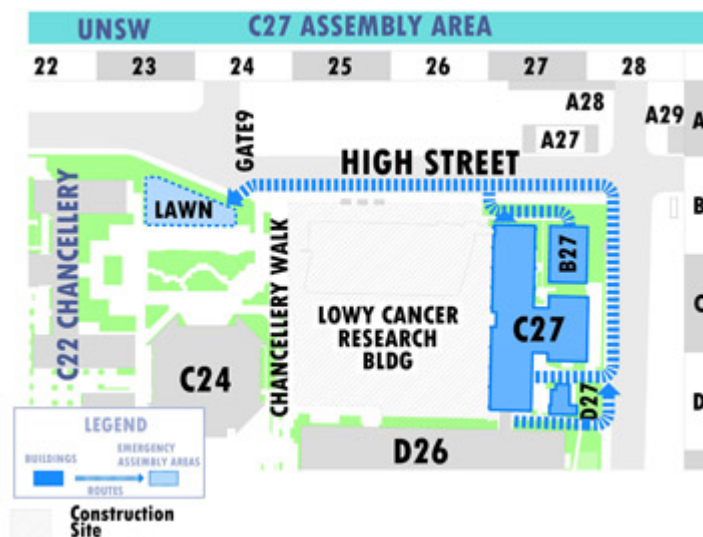 UNSW C27 ASSEMBLY AREA
22 23 24 25 26 27 28
A28
A29
A
A27
GATE9
HIGH STREET
LAWN
B
C22 CHANCELLERY
CHANCELLERY WALK
B27
LOWY CANCER
RESEARCH
BLDG
C27
C
C24
D27
D
D26
LEGEND
BUILDINGS
EMERGENCY
ASSEMBLY AREAS
ROUTES
Construction
Site